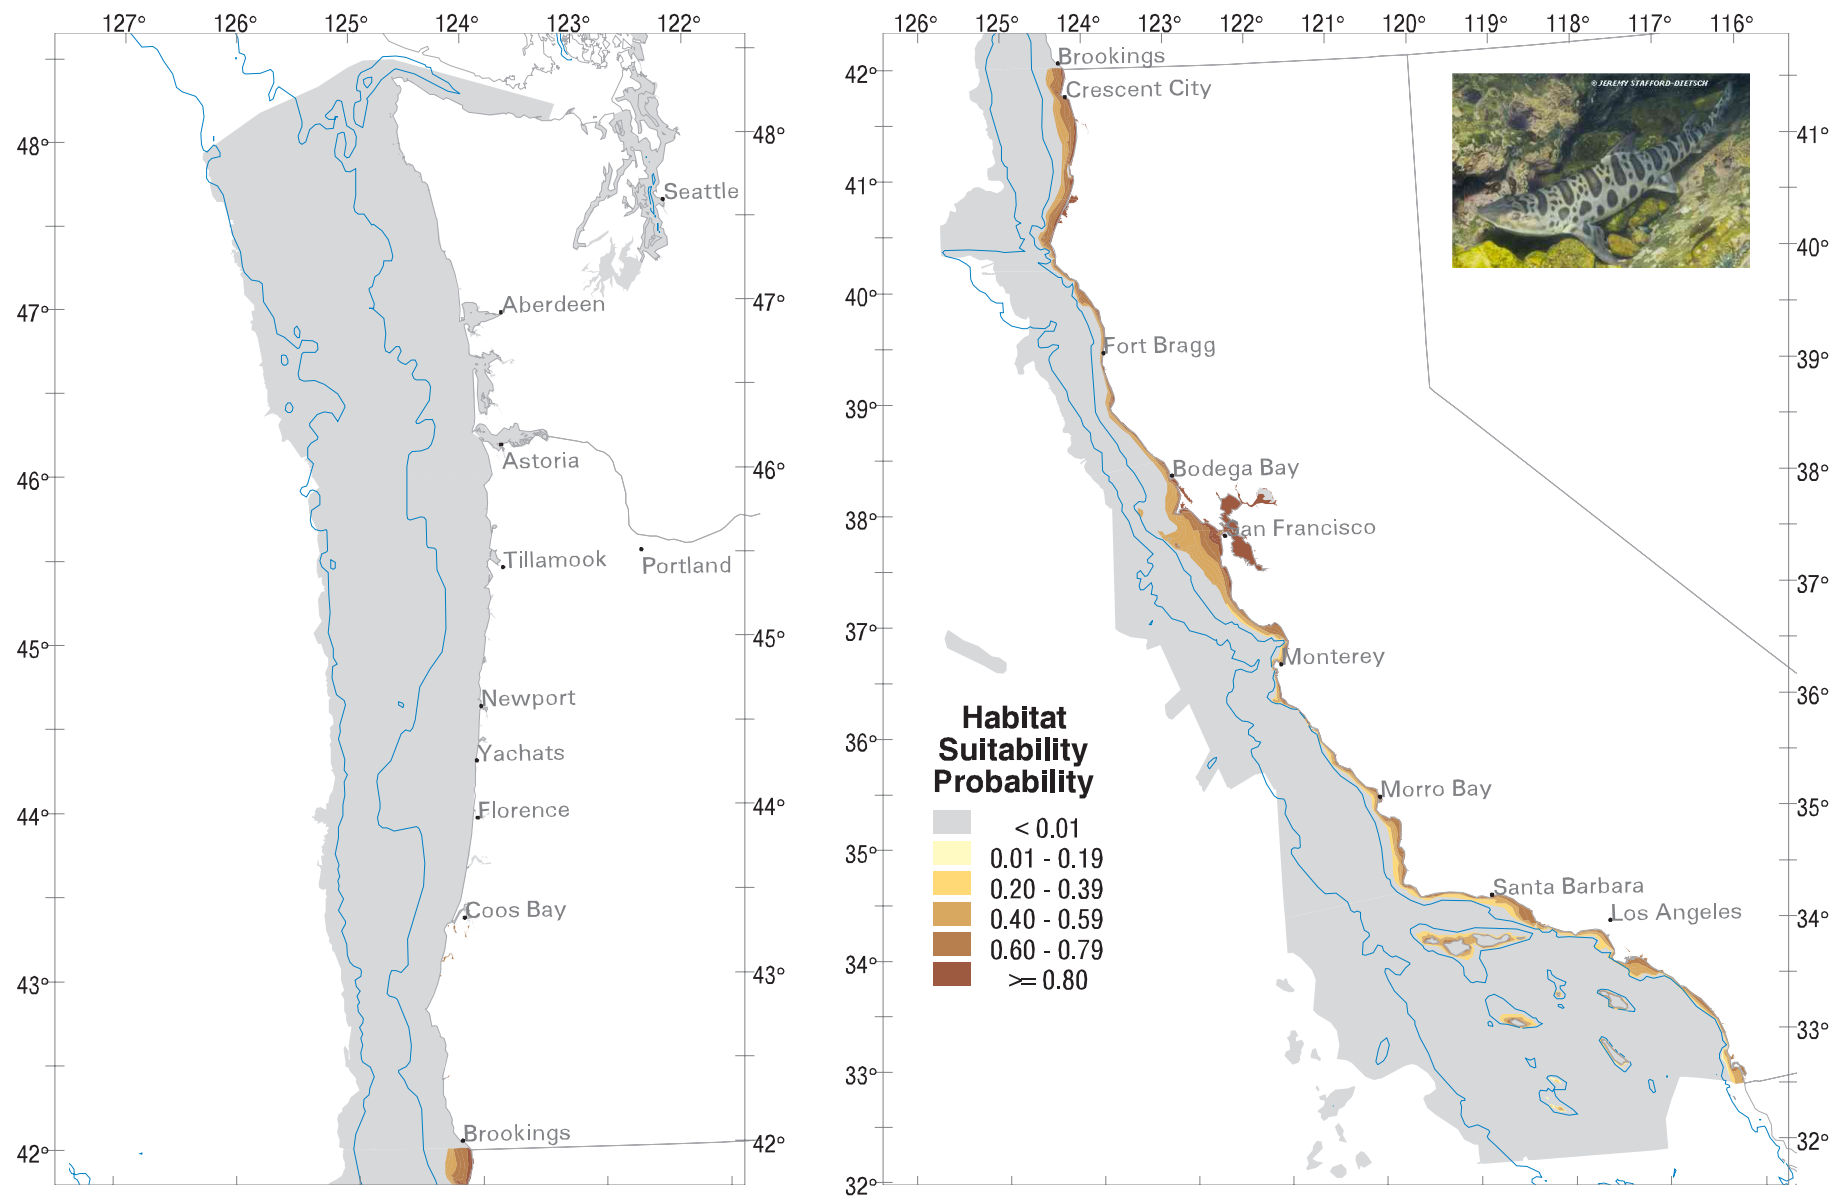 127° 126° 125° 124° 123° 122°
48° 48°
Seattle
47° 47°
Aberdeen
46° 46°
Astoria
Tillamook
Portland
45° 45°
Newport
Yachats
44° 44°
Florence
Coos Bay
43° 43°
Brookings
42° 42°
126° 125° 124° 123° 122° 121° 120° 119° 118° 117° 116°
Brookings
42°
Crescent City
© JEREMY STAFFORD-DIETSCH
41° 41°
40° 40°
Fort Bragg
39° 39°
Bodega Bay
38° 38°
San Francisco
37° 37°
Monterey
36° 36°
Morro Bay
35° 35°
Santa Barbara
Los Angeles
34° 34°
33° 33°
32° 32°
Habitat
Suitability
Probability
< 0.01
0.01 - 0.19
0.20 - 0.39
0.40 - 0.59
0.60 - 0.79
>= 0.80